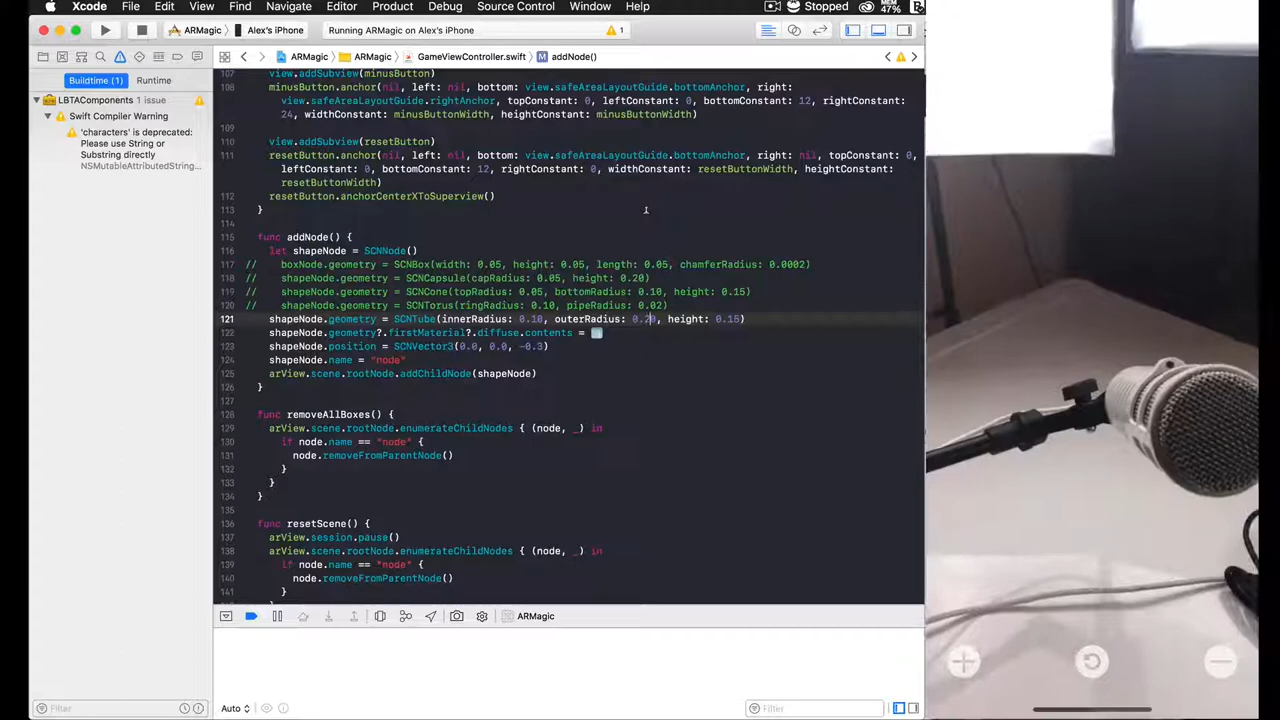 Xcode File Edit View Find Navigate Editor Product Debug Source Control Window Help Stopped MEM 47%
ARMagic Alex's iPhone Running ARMagic on Alex's iPhone 1
ARMagic ARMagic GameViewController.swift M addNode()
Buildtime (1) Runtime
LBTAComponents 1 issue
Swift Compiler Warning
'characters' is deprecated:
Please use String or
Substring directly
NSMutableAttributedString...
107 view.addSubview(minusButton)
108 minusButton.anchor(nil, left: nil, bottom: view.safeAreaLayoutGuide.bottomAnchor, right:
view.safeAreaLayoutGuide.rightAnchor, topConstant: 0, leftConstant: 0, bottomConstant: 12, rightConstant:
24, widthConstant: minusButtonWidth, heightConstant: minusButtonWidth)
109
110 view.addSubview(resetButton)
111 resetButton.anchor(nil, left: nil, bottom: view.safeAreaLayoutGuide.bottomAnchor, right: nil, topConstant: 0,
leftConstant: 0, bottomConstant: 12, rightConstant: 0, widthConstant: resetButtonWidth, heightConstant:
resetButtonWidth)
112 resetButton.anchorCenterXToSuperview()
113 }
114
115 func addNode() {
116 let shapeNode = SCNNode()
117 // boxNode.geometry = SCNBox(width: 0.05, height: 0.05, length: 0.05, chamferRadius: 0.0002)
118 // shapeNode.geometry = SCNCapsule(capRadius: 0.05, height: 0.20)
119 // shapeNode.geometry = SCNCone(topRadius: 0.05, bottomRadius: 0.10, height: 0.15)
120 // shapeNode.geometry = SCNTorus(ringRadius: 0.10, pipeRadius: 0.02)
121 shapeNode.geometry = SCNTube(innerRadius: 0.10, outerRadius: 0.20, height: 0.15)
122 shapeNode.geometry?.firstMaterial?.diffuse.contents =
123 shapeNode.position = SCNVector3(0.0, 0.0, -0.3)
124 shapeNode.name = "node"
125 arView.scene.rootNode.addChildNode(shapeNode)
126 }
127
128 func removeAllBoxes() {
129 arView.scene.rootNode.enumerateChildNodes { (node, _) in
130 if node.name == "node" {
131 node.removeFromParentNode()
132 }
133 }
134 }
135
136 func resetScene() {
137 arView.session.pause()
138 arView.scene.rootNode.enumerateChildNodes { (node, _) in
139 if node.name == "node" {
140 node.removeFromParentNode()
141 }
ARMagic
Filter Auto Filter